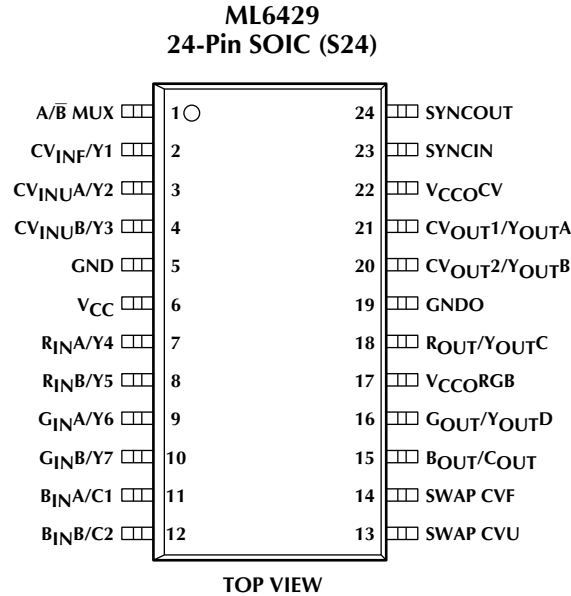 ML6429
24-Pin SOIC (S24)
A/B̅ MUX 1 24 SYNCOUT
CVINF/Y1 2 23 SYNCIN
CVINUA/Y2 3 22 VCCOCV
CVINUB/Y3 4 21 CVOUT1/YOUTA
GND 5 20 CVOUT2/YOUTB
VCC 6 19 GNDO
RINA/Y4 7 18 ROUT/YOUTC
RINB/Y5 8 17 VCCORGB
GINA/Y6 9 16 GOUT/YOUTD
GINB/Y7 10 15 BOUT/COUT
BINA/C1 11 14 SWAP CVF
BINB/C2 12 13 SWAP CVU
TOP VIEW